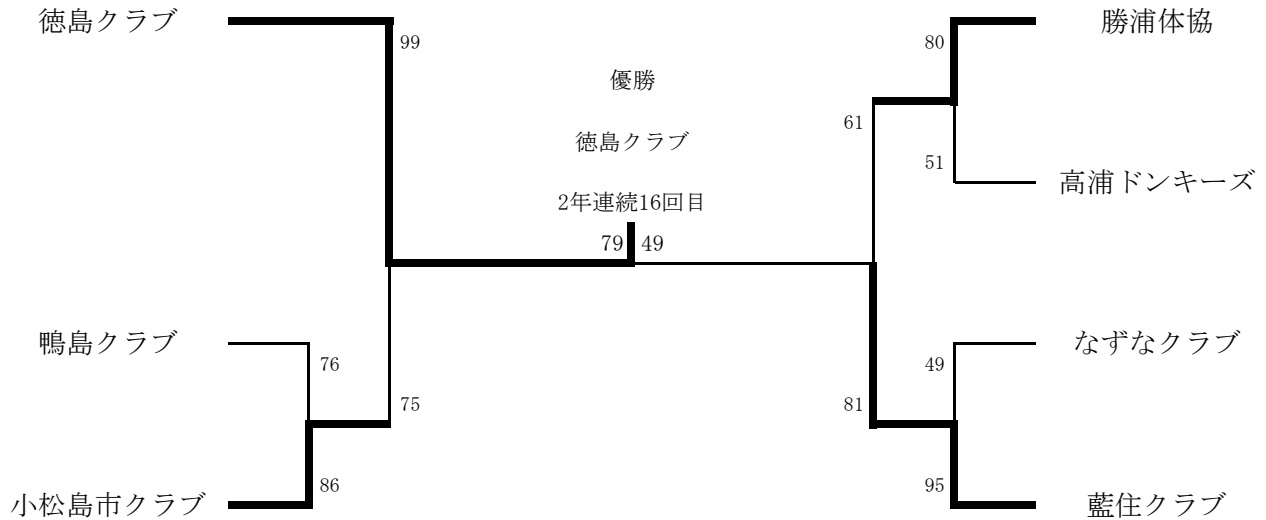 徳島クラブ
99
鴨島クラブ
76
75
小松島市クラブ
86
優勝
徳島クラブ
2年連続16回目
79
49
勝浦体協
80
61
51
高浦ドンキーズ
なずなクラブ
49
81
95
藍住クラブ